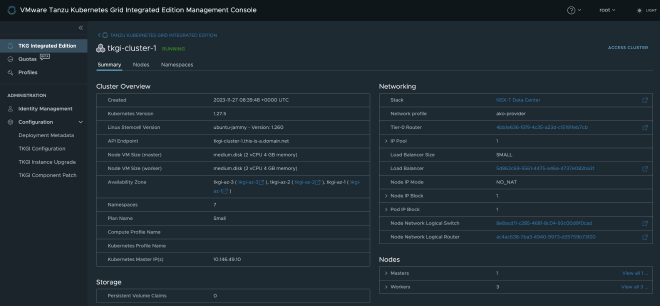 VMware Tanzu Kubernetes Grid Integrated Edition Management Console
root
LIGHT
TKG Integrated Edition
Quotas BETA
Profiles
ADMINISTRATION
Identity Management
Configuration
Deployment Metadata
TKGI Configuration
TKG Instance Upgrade
TKG Component Patch
TANZU KUBERNETES GRID INTEGRATED EDITION
tkgi-cluster-1 RUNNING
ACCESS CLUSTER
Summary Nodes Namespaces
Cluster Overview
Created 2023-11-27 08:39:48 +0000 UTC
Kubernetes Version 1.27.5
Linux Stemcell Version ubuntu-jammy - Version: 1.260
API Endpoint tkgi-cluster-1.this-is-a.domain.net
Node VM Size (master) medium.disk (2 vCPU 4 GB memory)
Node VM Size (worker) medium.disk (2 vCPU 4 GB memory)
Availability Zone tkgi-az-3 ( tkgi-az-3 ), tkgi-az-2 ( tkgi-az-2 ), tkgi-az-1 ( tkgi-
az-1 )
Namespaces 7
Plan Name Small
Compute Profile Name
Kubernetes Profile Name
Kubernetes Master IP(s) 10.146.49.10
Storage
Persistent Volume Claims 0
Networking
Stack NSX-T Data Center
Network profile ako-provider
Tier-0 Router
IP Pool 1
Load Balancer Size SMALL
Load Balancer
Node IP Mode NO_NAT
Node IP Block 1
Pod IP Block 1
Node Network Logical Switch
Node Network Logical Router
Nodes
Masters 1 View all 1 ...
Workers 3 View all 3 ...